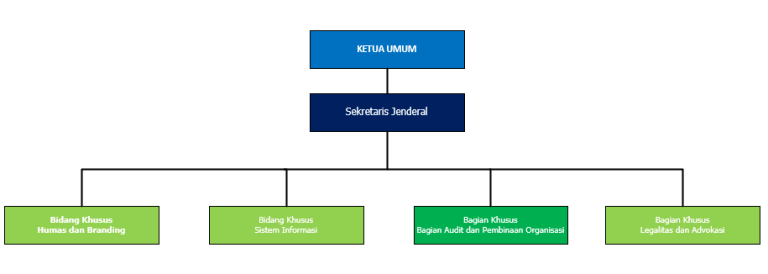 KETUA UMUM
Sekretaris Jenderal
Bidang Khusus
Humas dan Branding
Bidang Khusus
Sistem Informasi
Bagian Khusus
Bagian Audit dan Pembinaan Organisasi
Bagian Khusus
Legalitas dan Advokasi